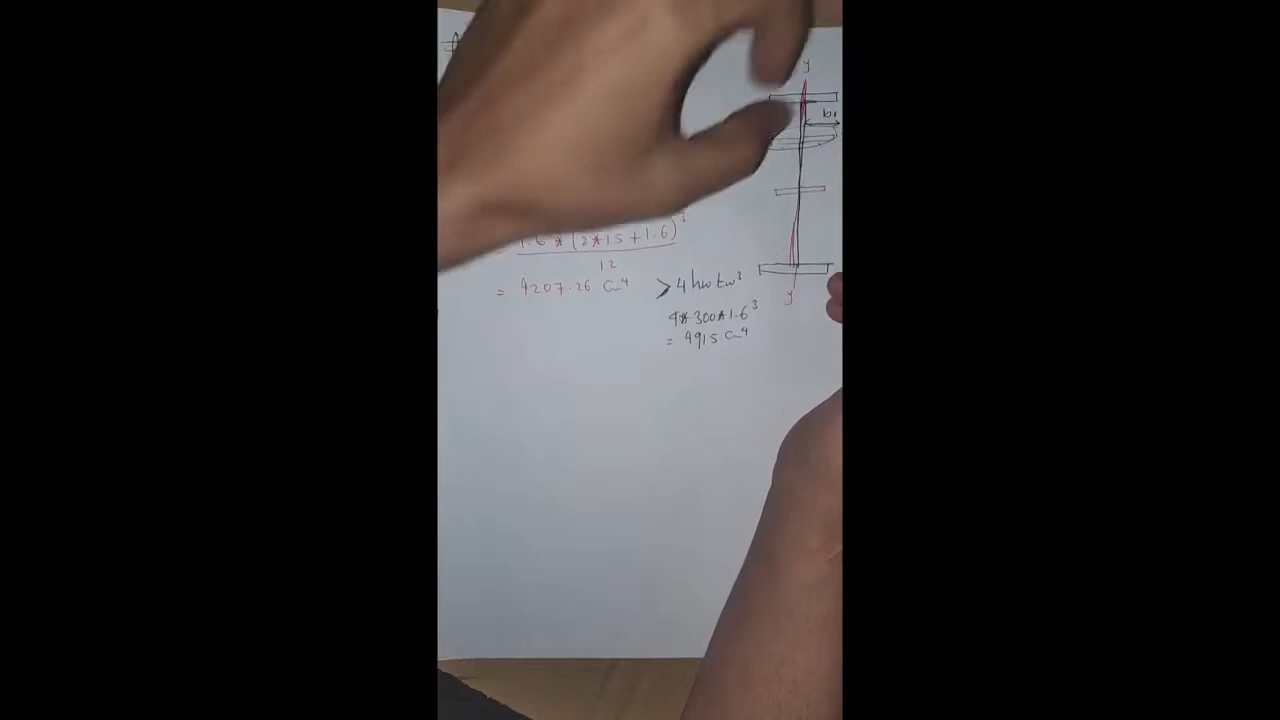 y
b1
1.6 * (2*15+1.6)³
12
= 4207.26 cm⁴ > 4 hw tw³
y
4*300*1.6³
= 4915 cm⁴